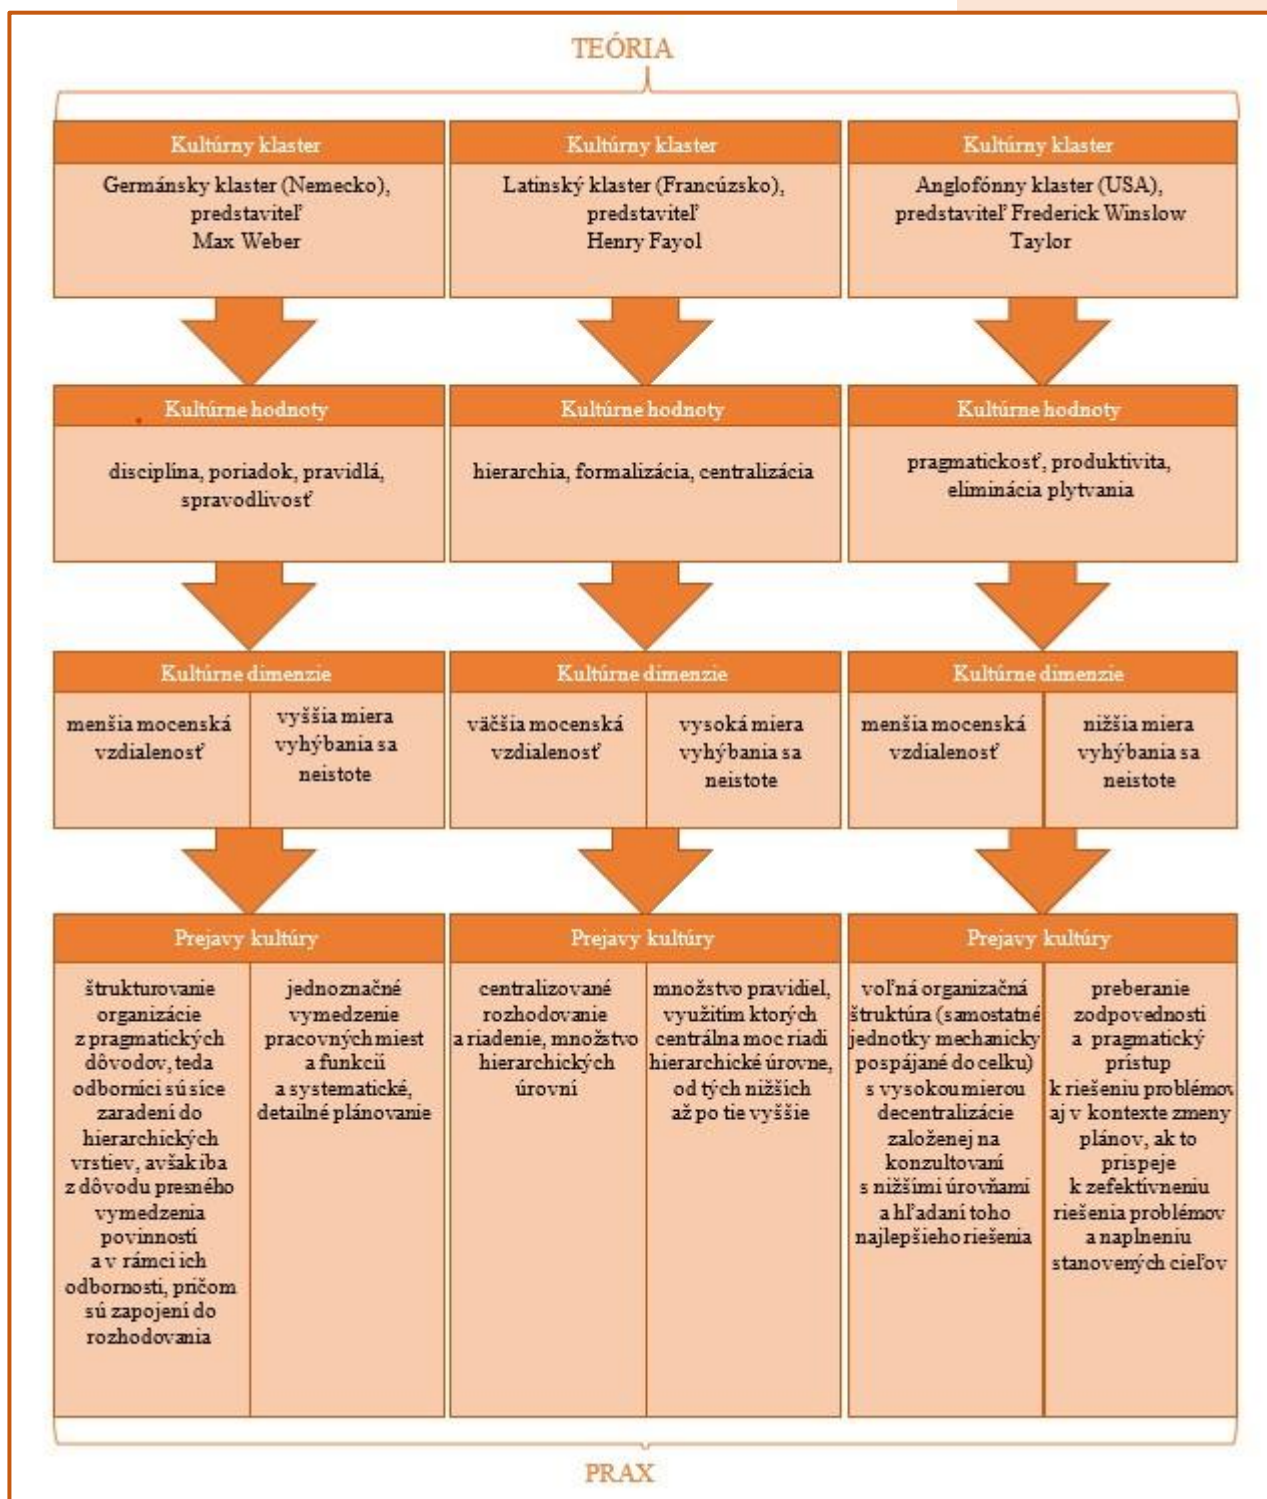 TEÓRIA
Kultúrny klaster
Germánsky klaster (Nemecko),
predstaviteľ
Max Weber
Kultúrny klaster
Latinský klaster (Francúzsko),
predstaviteľ
Henry Fayol
Kultúrny klaster
Anglofónny klaster (USA),
predstaviteľ Frederick Winslow
Taylor
Kultúrne hodnoty
disciplína, poriadok, pravidlá,
spravodlivosť
Kultúrne hodnoty
hierarchia, formalizácia, centralizácia
Kultúrne hodnoty
pragmatickosť, produktivita,
eliminácia plytvania
Kultúrne dimenzie
menšia mocenská
vzdialenosť
vyššia miera
vyhýbania sa
neistote
Kultúrne dimenzie
väčšia mocenská
vzdialenosť
vysoká miera
vyhýbania sa
neistote
Kultúrne dimenzie
menšia mocenská
vzdialenosť
nižšia miera
vyhýbania sa
neistote
Prejavy kultúry
štrukturovanie
organizácie
z pragmatických
dôvodov, teda
odborníci sú síce
zaradení do
hierarchických
vrstiev, avšak iba
z dôvodu presného
vymedzenia
povinností
a v rámci ich
odbornosti, pričom
sú zapojení do
rozhodovania
jednoznačné
vymedzenie
pracovných miest
a funkcií
a systematické,
detailné plánovanie
Prejavy kultúry
centralizované
rozhodovanie
a riadenie, množstvo
hierarchických
úrovní
množstvo pravidiel,
využitím ktorých
centrálna moc riadi
hierarchické úrovne,
od tých nižších
až po tie vyššie
Prejavy kultúry
voľná organizačná
štruktúra (samostatné
jednotky mechanicky
pospájané do celku)
s vysokou mierou
decentralizácie
založenej na
konzultovaní
s nižšími úrovňami
a hľadaní toho
najlepšieho riešenia
preberanie
zodpovednosti
a pragmatický
prístup
k riešeniu problémov
aj v kontexte zmeny
plánov, ak to
prispeje
k zefektívneniu
riešenia problémov
a naplneniu
stanovených cieľov
PRAX